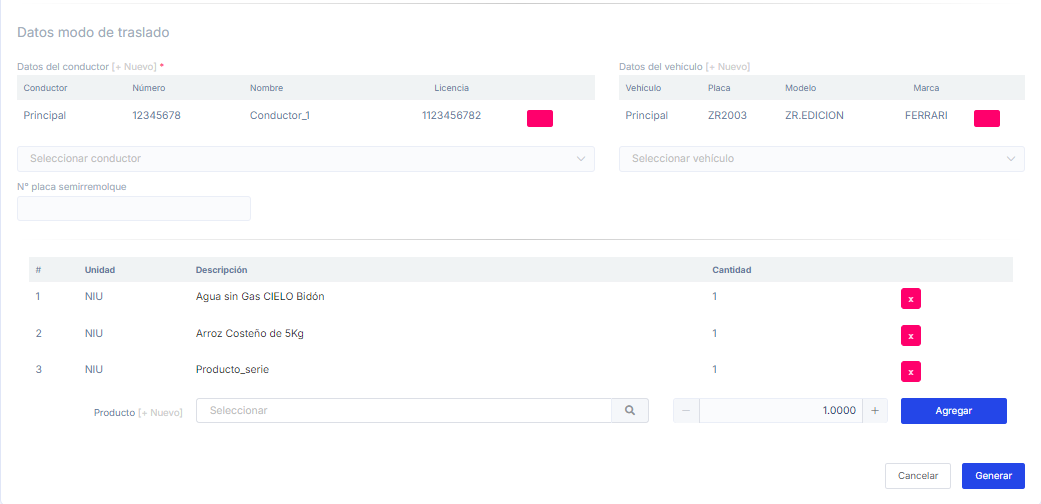 Datos modo de traslado
Datos del conductor [+ Nuevo] *
Conductor Número Nombre Licencia
Principal 12345678 Conductor_1 1123456782
Seleccionar conductor
Nº placa semirremolque
Datos del vehículo [+ Nuevo]
Vehículo Placa Modelo Marca
Principal ZR2003 ZR.EDICION FERRARI
Seleccionar vehículo
# Unidad Descripción Cantidad
1 NIU Agua sin Gas CIELO Bidón 1 x
2 NIU Arroz Costeño de 5Kg 1 x
3 NIU Producto_serie 1 x
Producto [+ Nuevo] Seleccionar − 1.0000 + Agregar
Cancelar Generar